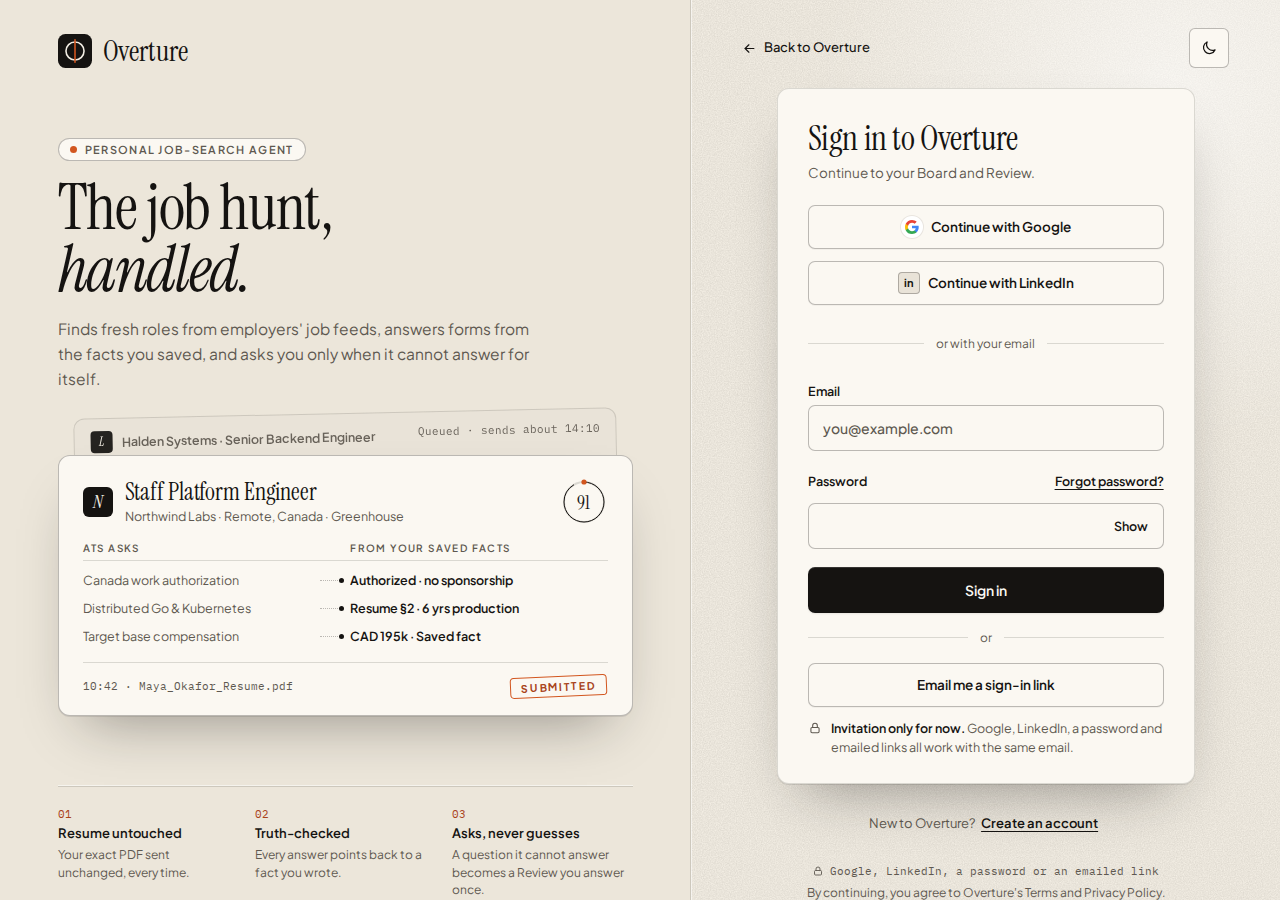 Overture
PERSONAL JOB-SEARCH AGENT
The job hunt,
handled.
Finds fresh roles from employers' job feeds, answers forms from
the facts you saved, and asks you only when it cannot answer for
itself.
L Halden Systems · Senior Backend Engineer Queued · sends about 14:10
N Staff Platform Engineer 91
Northwind Labs · Remote, Canada · Greenhouse
ATS ASKS FROM YOUR SAVED FACTS
Canada work authorization Authorized · no sponsorship
Distributed Go & Kubernetes Resume §2 · 6 yrs production
Target base compensation CAD 195k · Saved fact
10:42 · Maya_Okafor_Resume.pdf SUBMITTED
01
Resume untouched
Your exact PDF sent
unchanged, every time.
02
Truth-checked
Every answer points back to a
fact you wrote.
03
Asks, never guesses
A question it cannot answer
becomes a Review you answer
once.
← Back to Overture
Sign in to Overture
Continue to your Board and Review.
Continue with Google
in Continue with LinkedIn
or with your email
Email
you@example.com
Password Forgot password?
Show
Sign in
or
Email me a sign-in link
Invitation only for now. Google, LinkedIn, a password and
emailed links all work with the same email.
New to Overture? Create an account
Google, LinkedIn, a password or an emailed link
By continuing, you agree to Overture's Terms and Privacy Policy.